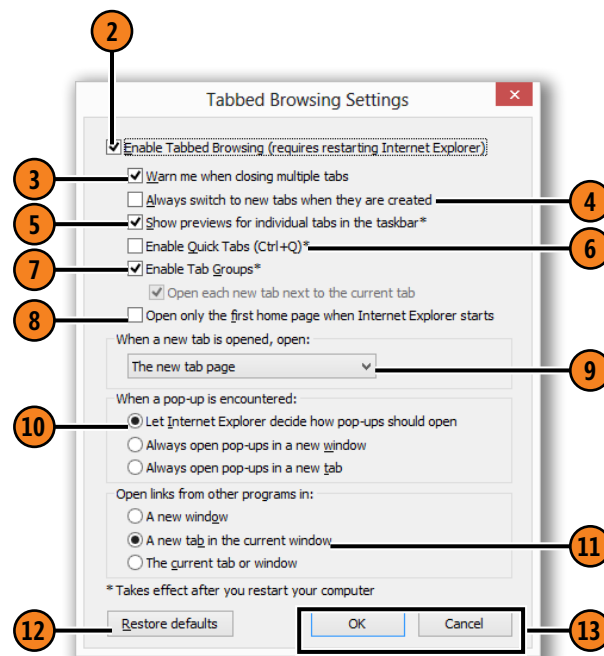 2
Tabbed Browsing Settings
Enable Tabbed Browsing (requires restarting Internet Explorer)
3
Warn me when closing multiple tabs
Always switch to new tabs when they are created
4
5
Show previews for individual tabs in the taskbar*
Enable Quick Tabs (Ctrl+Q)*
6
7
Enable Tab Groups*
Open each new tab next to the current tab
8
Open only the first home page when Internet Explorer starts
When a new tab is opened, open:
The new tab page
9
When a pop-up is encountered:
10
Let Internet Explorer decide how pop-ups should open
Always open pop-ups in a new window
Always open pop-ups in a new tab
Open links from other programs in:
A new window
A new tab in the current window
11
The current tab or window
* Takes effect after you restart your computer
12
Restore defaults
OK
Cancel
13